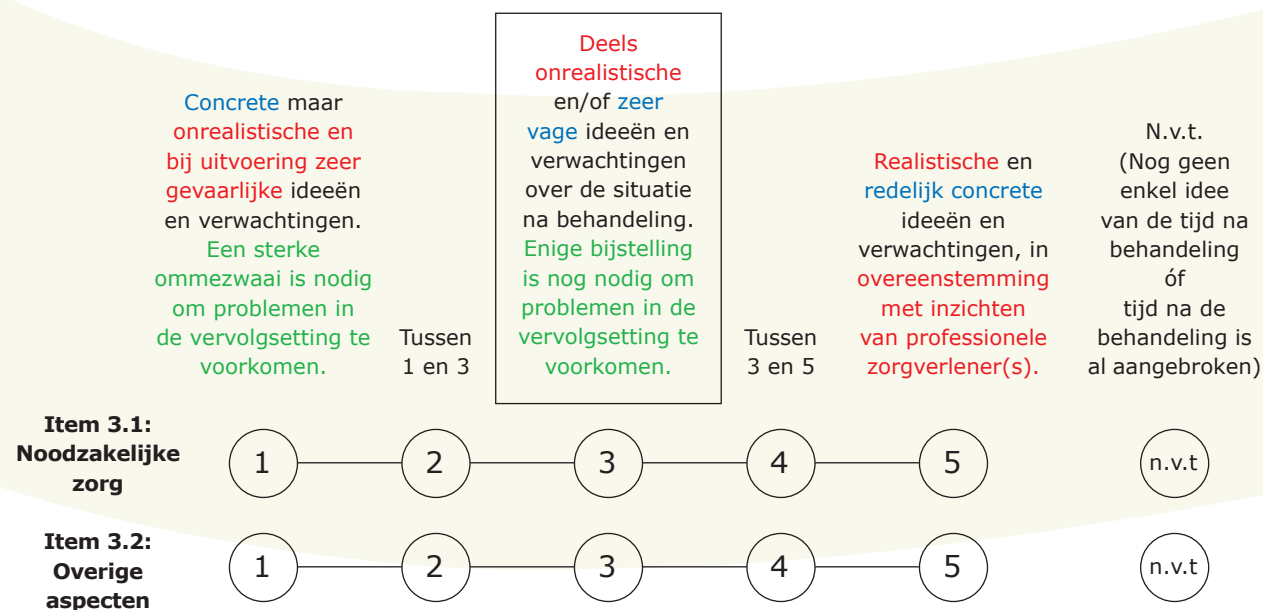 Concrete maar
onrealistische en
bij uitvoering zeer
gevaarlijke ideeën
en verwachtingen.
Een sterke
ommezwaai is nodig
om problemen in
de vervolgsetting te
voorkomen.
Tussen
1 en 3
Deels
onrealistische
en/of zeer
vage ideeën en
verwachtingen
over de situatie
na behandeling.
Enige bijstelling
is nog nodig om
problemen in de
vervolgsetting te
voorkomen.
Tussen
3 en 5
Realistische en
redelijk concrete
ideeën en
verwachtingen, in
overeenstemming
met inzichten
van professionele
zorgverlener(s).
N.v.t.
(Nog geen
enkel idee
van de tijd na
behandeling
óf
tijd na de
behandeling is
al aangebroken)
Item 3.1:
Noodzakelijke
zorg
1 2 3 4 5 n.v.t
Item 3.2:
Overige
aspecten
1 2 3 4 5 n.v.t